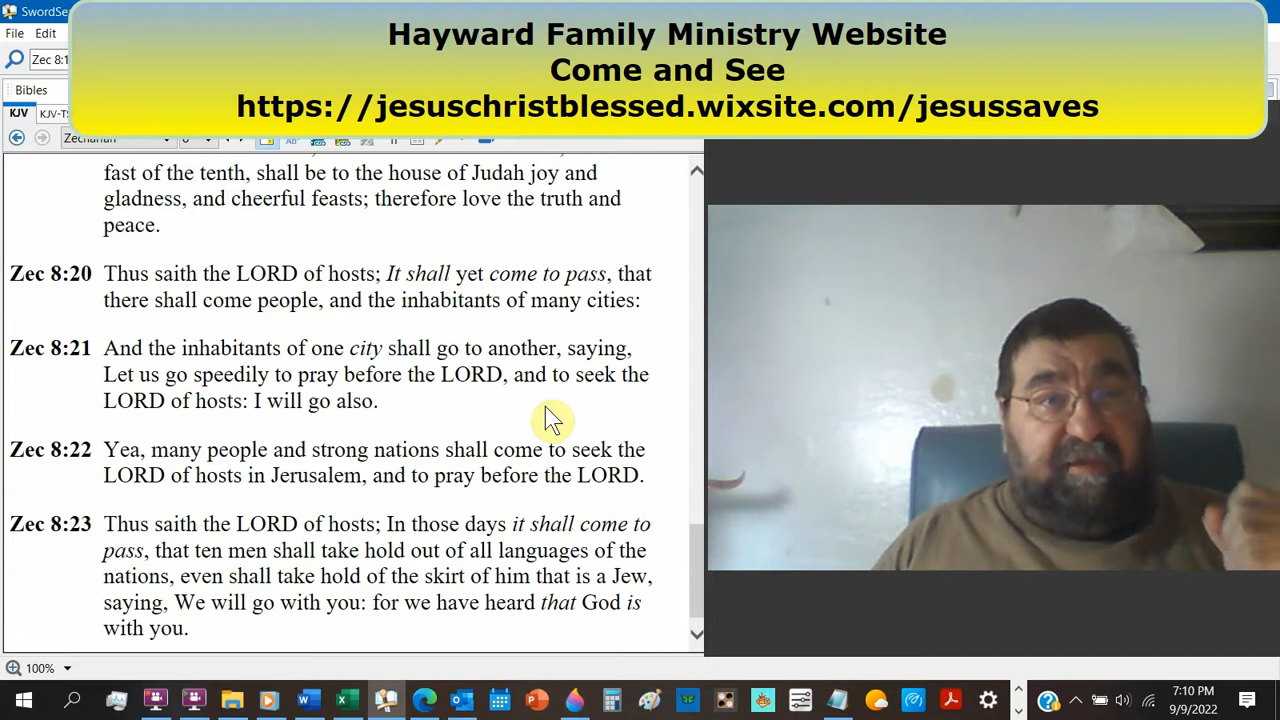 SwordSe
File Edit
Hayward Family Ministry Website
Come and See
https://jesuschristblessed.wixsite.com/jesussaves
Zec 8:1
Bibles
KJV KJV-T
Zechariah 8
fast of the tenth, shall be to the house of Judah joy and
gladness, and cheerful feasts; therefore love the truth and
peace.
Zec 8:20 Thus saith the LORD of hosts; It shall yet come to pass, that
there shall come people, and the inhabitants of many cities:
Zec 8:21 And the inhabitants of one city shall go to another, saying,
Let us go speedily to pray before the LORD, and to seek the
LORD of hosts: I will go also.
Zec 8:22 Yea, many people and strong nations shall come to seek the
LORD of hosts in Jerusalem, and to pray before the LORD.
Zec 8:23 Thus saith the LORD of hosts; In those days it shall come to
pass, that ten men shall take hold out of all languages of the
nations, even shall take hold of the skirt of him that is a Jew,
saying, We will go with you: for we have heard that God is
with you.
100%
7:10 PM
9/9/2022